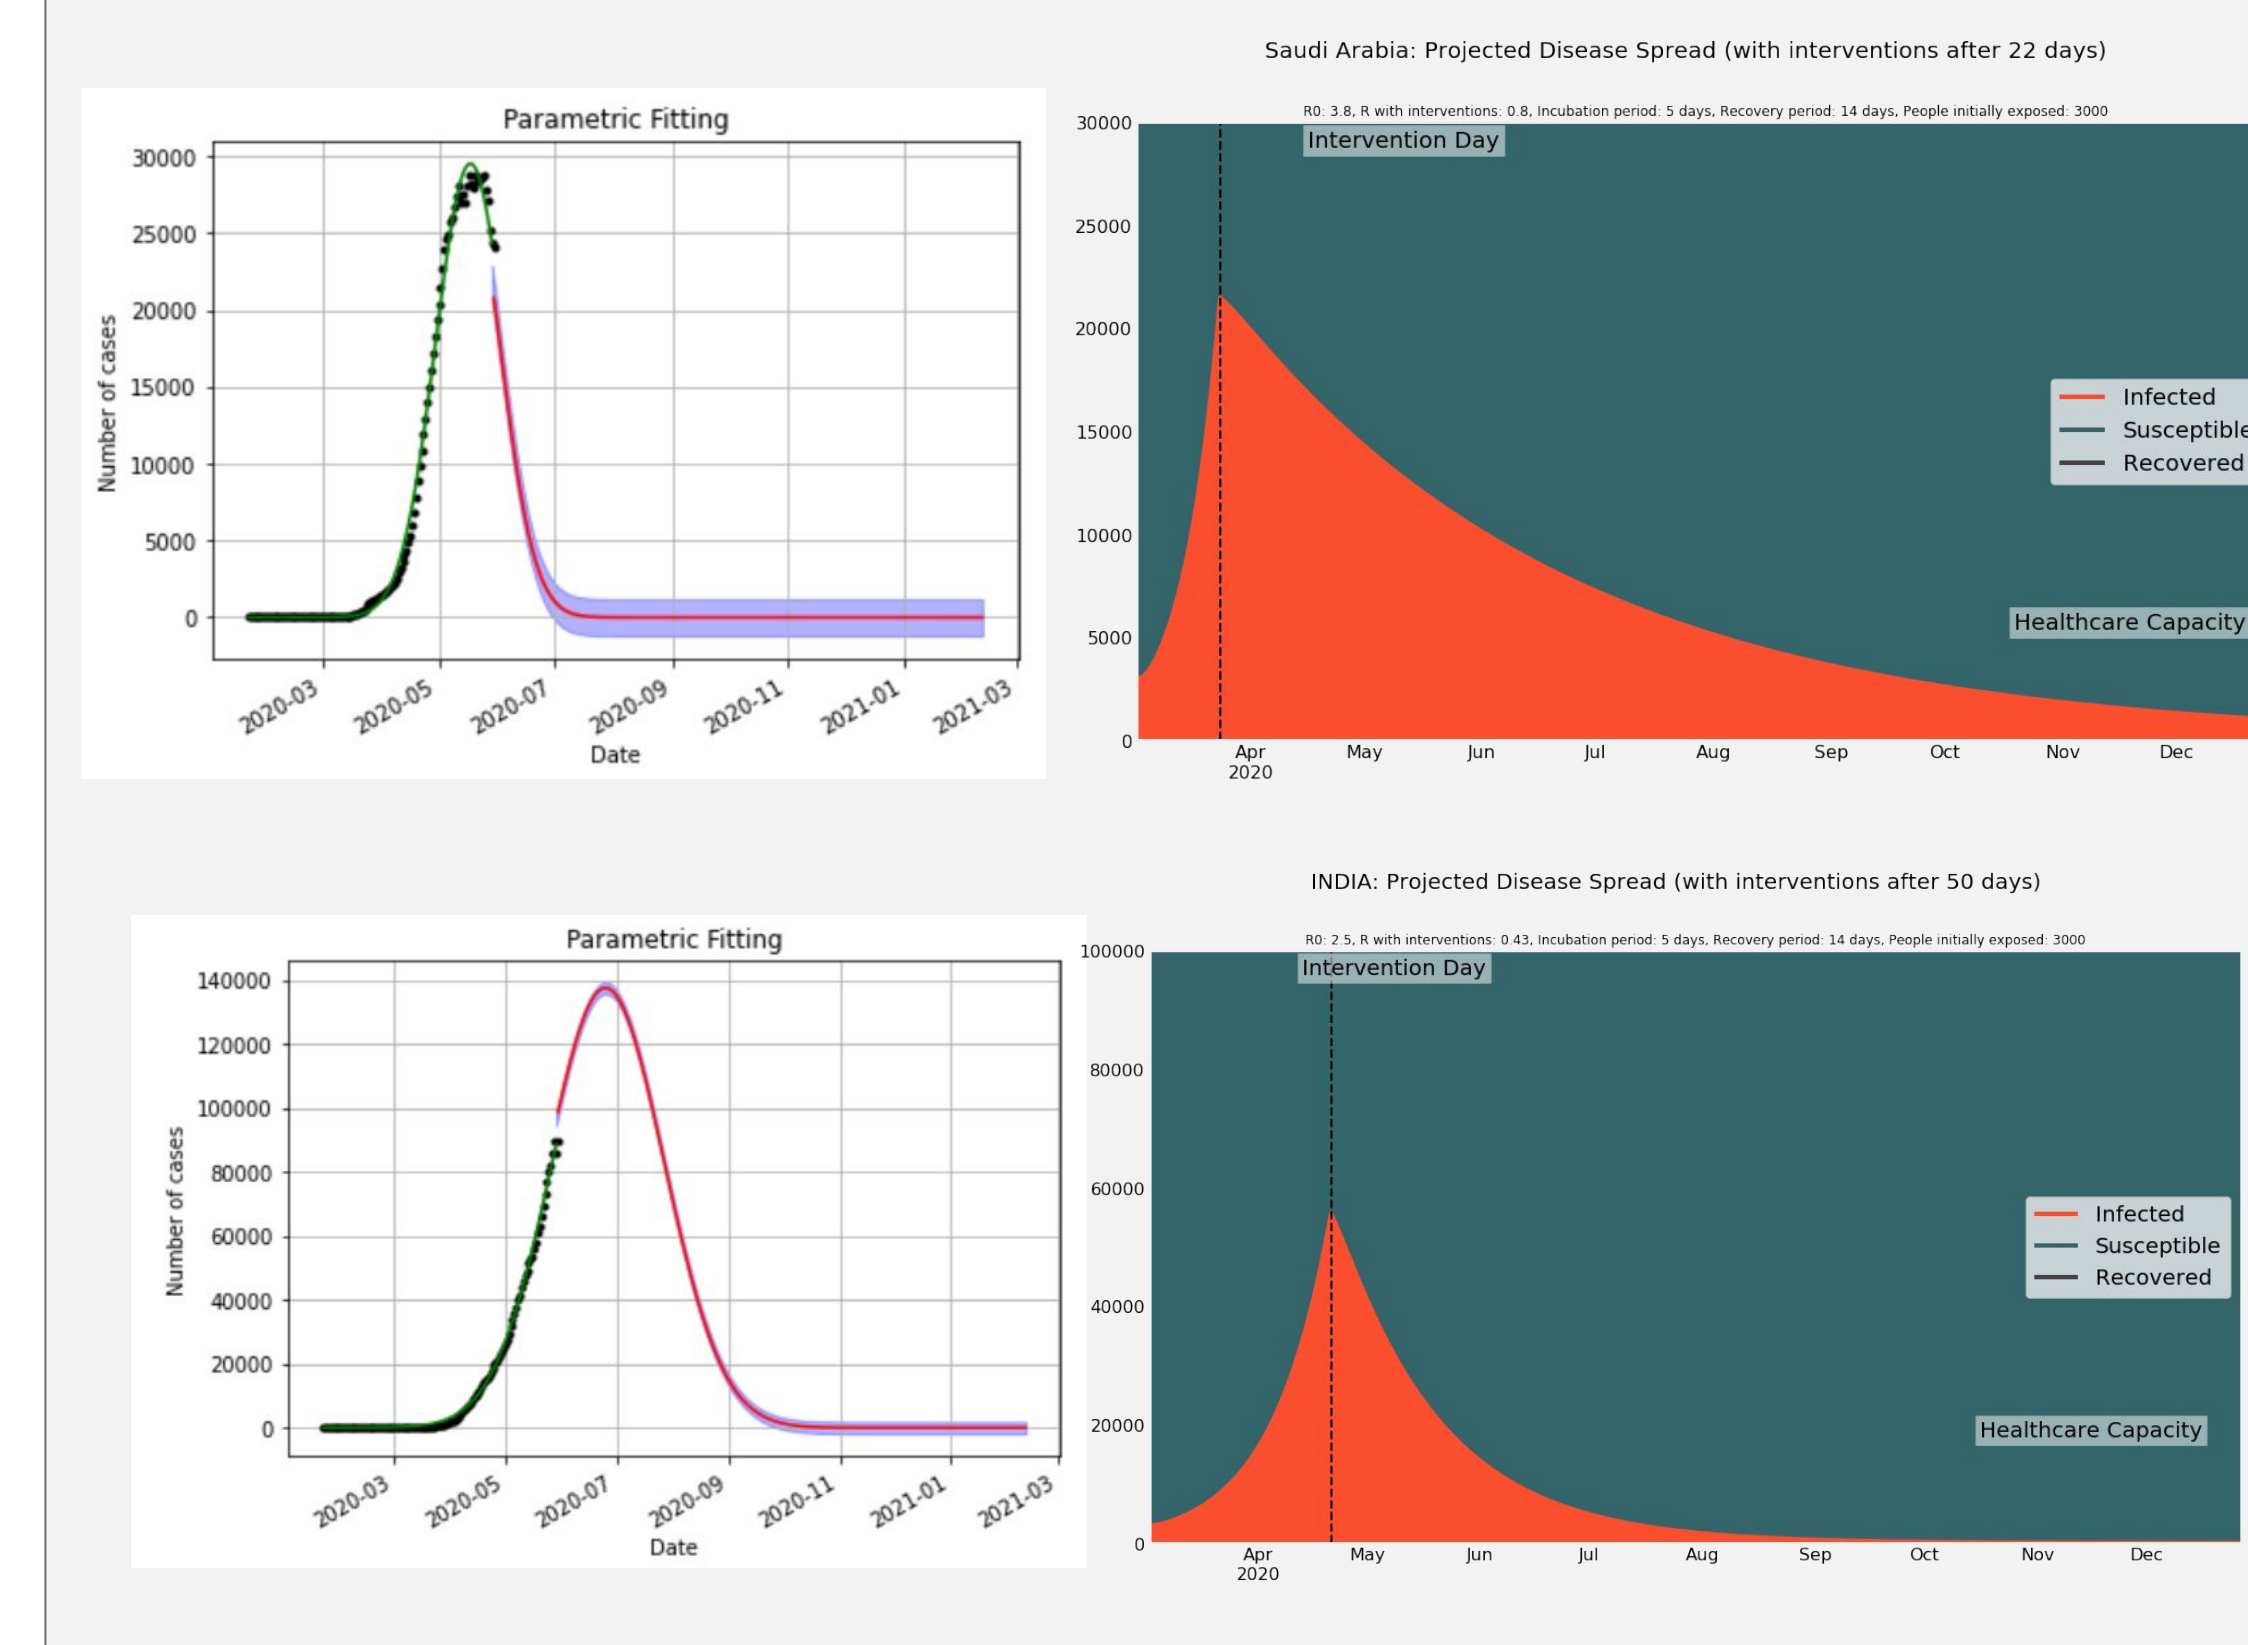 Saudi Arabia: Projected Disease Spread (with interventions after 22 days)
Parametric Fitting
30000
25000
20000
15000
10000
5000
0
Number of cases
2020-03
2020-05
2020-07
2020-09
2020-11
2021-01
2021-03
Date
R0: 3.8, R with interventions: 0.8, Incubation period: 5 days, Recovery period: 14 days, People initially exposed: 3000
30000
25000
20000
15000
10000
5000
0
Intervention Day
Infected
Susceptible
Recovered
Healthcare Capacity
Apr
May
Jun
Jul
Aug
Sep
Oct
Nov
Dec
2020
INDIA: Projected Disease Spread (with interventions after 50 days)
Parametric Fitting
140000
120000
100000
80000
60000
40000
20000
0
Number of cases
2020-03
2020-05
2020-07
2020-09
2020-11
2021-01
2021-03
Date
R0: 2.5, R with interventions: 0.43, Incubation period: 5 days, Recovery period: 14 days, People initially exposed: 3000
100000
80000
60000
40000
20000
0
Intervention Day
Infected
Susceptible
Recovered
Healthcare Capacity
Apr
May
Jun
Jul
Aug
Sep
Oct
Nov
Dec
2020